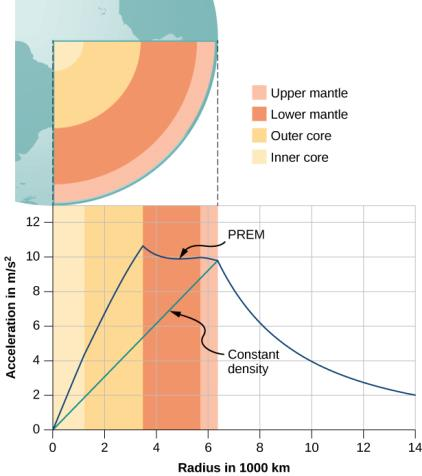 Upper mantle
Lower mantle
Outer core
Inner core
12
10
8
6
4
2
0
Acceleration in m/s²
PREM
Constant
density
0 2 4 6 8 10 12 14
Radius in 1000 km